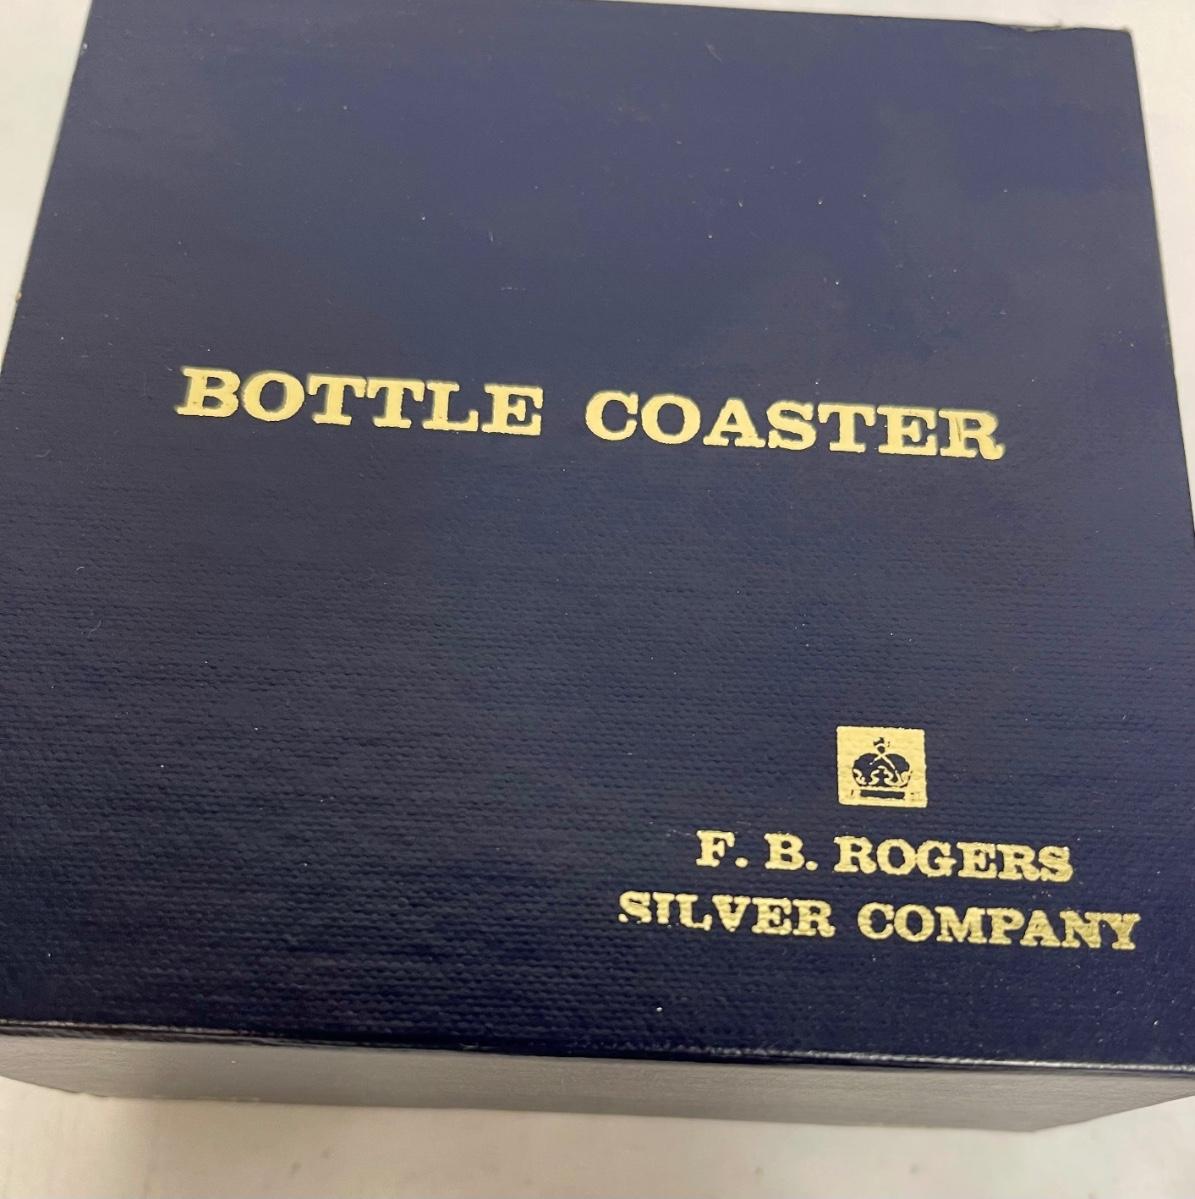 BOTTLE COASTER
F. B. ROGERS
SILVER COMPANY